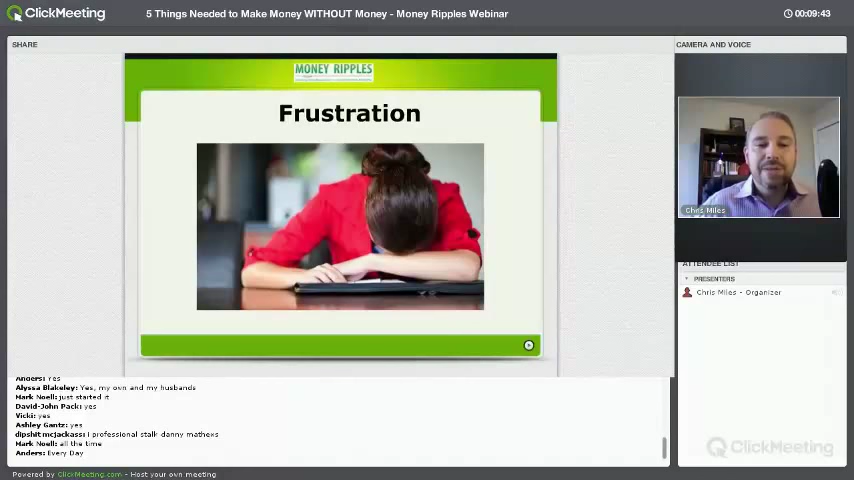 ClickMeeting
5 Things Needed to Make Money WITHOUT Money - Money Ripples Webinar
00:09:43
SHARE
CAMERA AND VOICE
MONEY RIPPLES
Frustration
Chris Miles
ATTENDEE LIST
PRESENTERS
Chris Miles - Organizer
Anders: Yes
Alyssa Blakeley: Yes, my own and my husbands
Mark Noell: just started it
David-John Pack: yes
Vicki: yes
Ashley Gantz: yes
dipshit mcjackass: I professional stalk danny mathexs
Mark Noell: all the time
Anders: Every Day
ClickMeeting
Powered by ClickMeeting.com - Host your own meeting